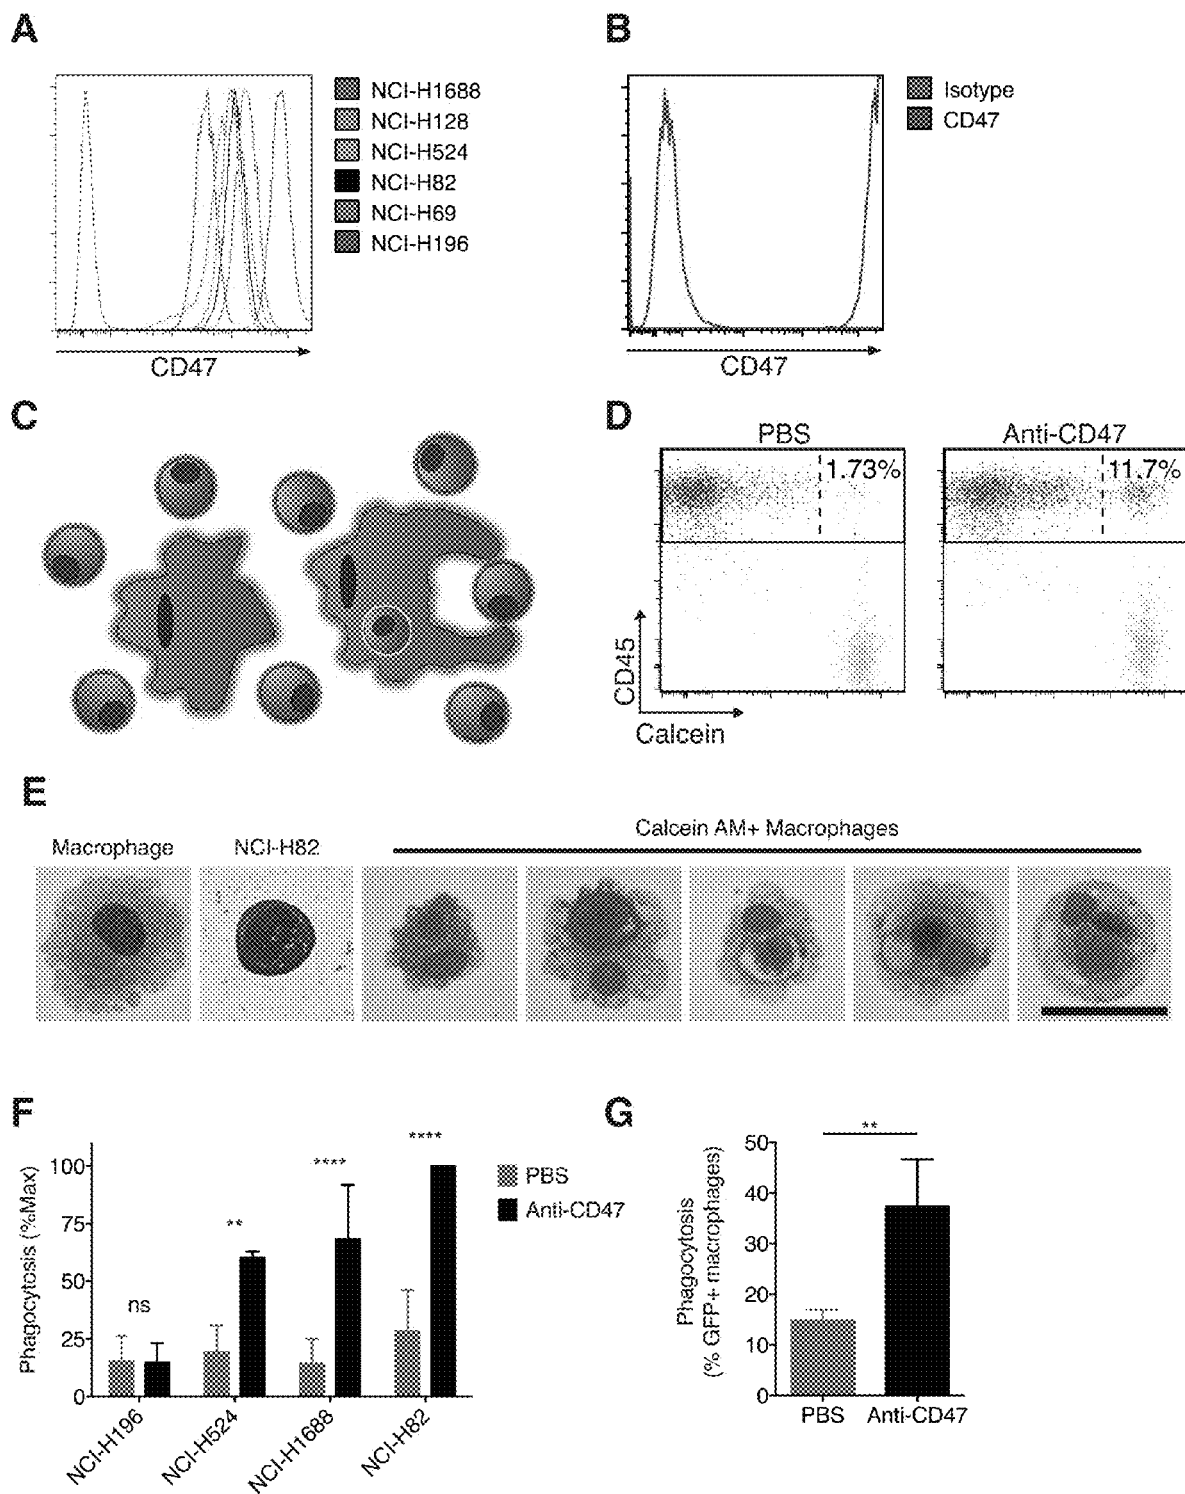 A
NCI-H1688
NCI-H128
NCI-H524
NCI-H82
NCI-H69
NCI-H196
CD47
B
Isotype
CD47
CD47
C
D
PBS
Anti-CD47
1.73%
11.7%
CD45
Calcein
E
Macrophage
NCI-H82
Calcein AM+ Macrophages
F
Phagocytosis (%Max)
100
75
50
25
0
ns
**
****
****
PBS
Anti-CD47
NCI-H196
NCI-H524
NCI-H1688
NCI-H82
G
Phagocytosis
(% GFP+ macrophages)
50
40
30
20
10
0
**
PBS
Anti-CD47